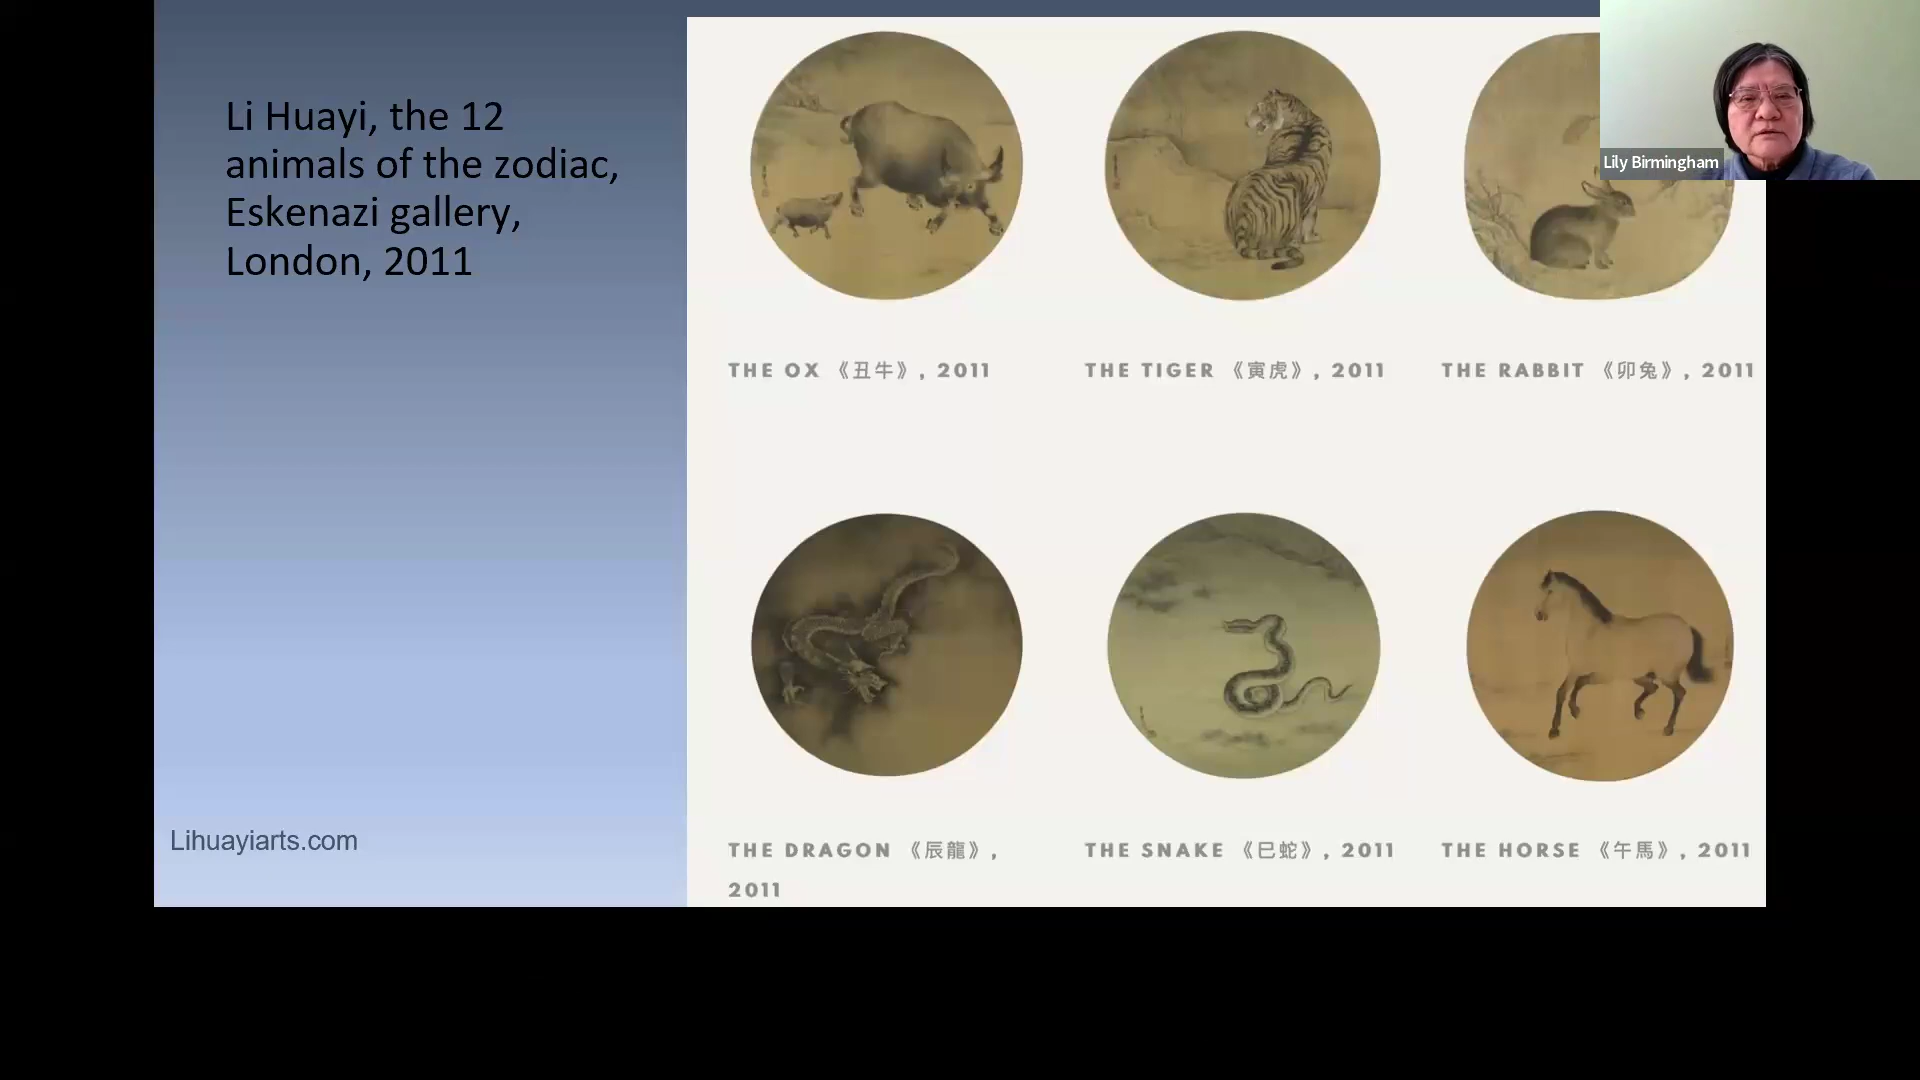 Li Huayi, the 12
animals of the zodiac,
Eskenazi gallery,
London, 2011
Lihuayiarts.com
THE OX 《丑牛》, 2011
THE TIGER 《寅虎》, 2011
THE RABBIT 《卯兔》, 2011
THE DRAGON 《辰龍》,
2011
THE SNAKE 《巳蛇》, 2011
THE HORSE 《午馬》, 2011
Lily Birmingham